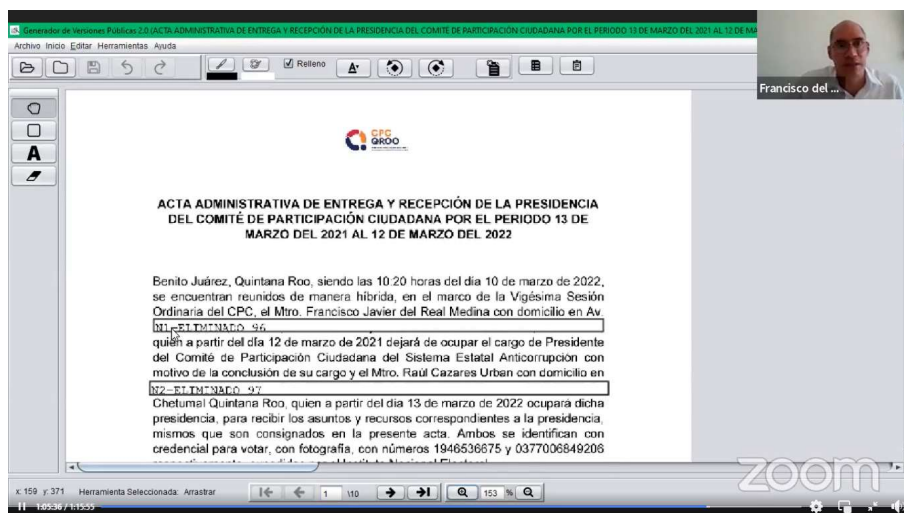 Generador de Versiones Públicas 2.0 (ACTA ADMINISTRATIVA DE ENTREGA Y RECEPCIÓN DE LA PRESIDENCIA DEL COMITÉ DE PARTICIPACIÓN CIUDADANA POR EL PERIODO 13 DE MARZO DEL 2021 AL 12 DE MA
Archivo Inicio Editar Herramientas Ayuda
Relleno
Francisco del ...
A
CPC
QROO
ACTA ADMINISTRATIVA DE ENTREGA Y RECEPCIÓN DE LA PRESIDENCIA
DEL COMITÉ DE PARTICIPACIÓN CIUDADANA POR EL PERIODO 13 DE
MARZO DEL 2021 AL 12 DE MARZO DEL 2022
Benito Juárez, Quintana Roo, siendo las 10:20 horas del día 10 de marzo de 2022,
se encuentran reunidos de manera híbrida, en el marco de la Vigésima Sesión
Ordinaria del CPC, el Mtro. Francisco Javier del Real Medina con domicilio en Av.
N1-ELIMINADO 96
quién a partir del día 12 de marzo de 2021 dejará de ocupar el cargo de Presidente
del Comité de Participación Ciudadana del Sistema Estatal Anticorrupción con
motivo de la conclusión de su cargo y el Mtro. Raúl Cazares Urban con domicilio en
N2-ELIMINADO 97
Chetumal Quintana Roo, quien a partir del día 13 de marzo de 2022 ocupará dicha
presidencia, para recibir los asuntos y recursos correspondientes a la presidencia,
mismos que son consignados en la presente acta. Ambos se identifican con
credencial para votar, con fotografía, con números 1946536675 y 0377006849206
zoom
x: 159 y: 371 Herramienta Seleccionada: Arrastrar 1 \10 153 %
1:05:36 / 1:15:55